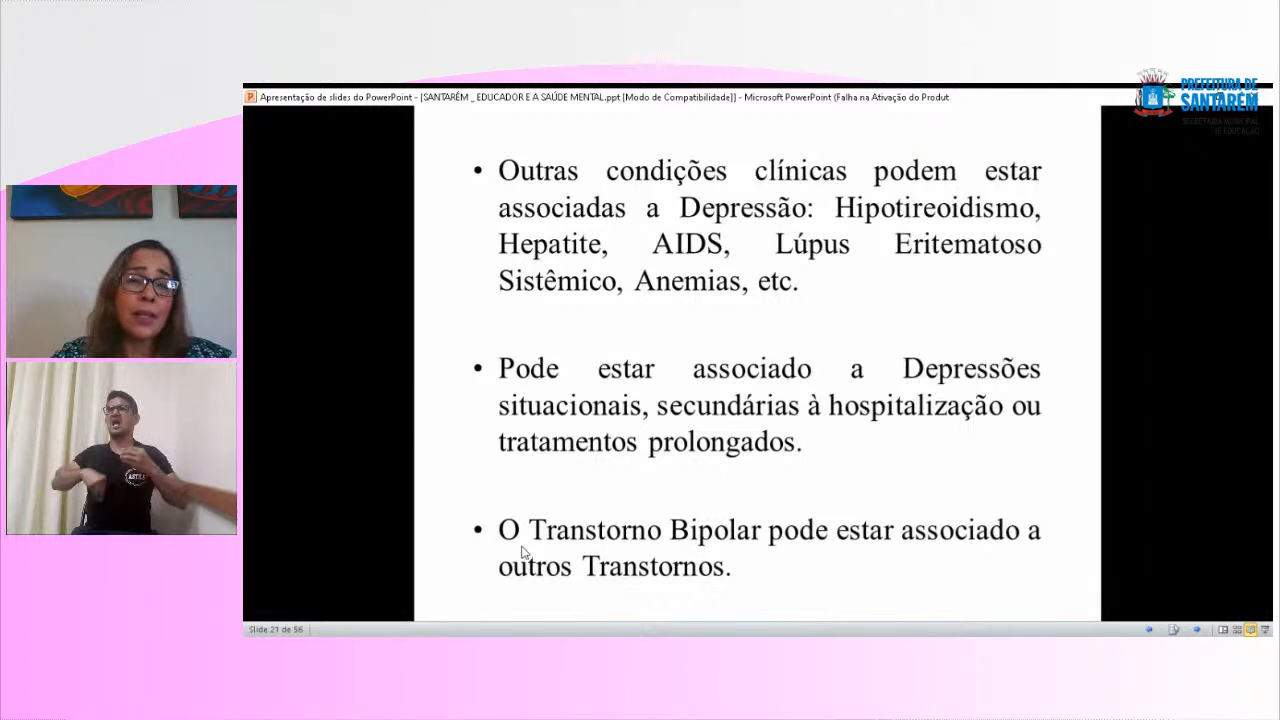 Apresentação de slides do PowerPoint - [SANTARÉM _ EDUCADOR E A SAÚDE MENTAL.ppt [Modo de Compatibilidade]] - Microsoft PowerPoint (Falha na Ativação do Produt
PREFEITURA DE
SANTARÉM
SECRETARIA MUNICIPAL
DE EDUCAÇÃO
• Outras condições clínicas podem estar
associadas a Depressão: Hipotireoidismo,
Hepatite, AIDS, Lúpus Eritematoso
Sistêmico, Anemias, etc.
• Pode estar associado a Depressões
situacionais, secundárias à hospitalização ou
tratamentos prolongados.
• O Transtorno Bipolar pode estar associado a
outros Transtornos.
Slide 21 de 56